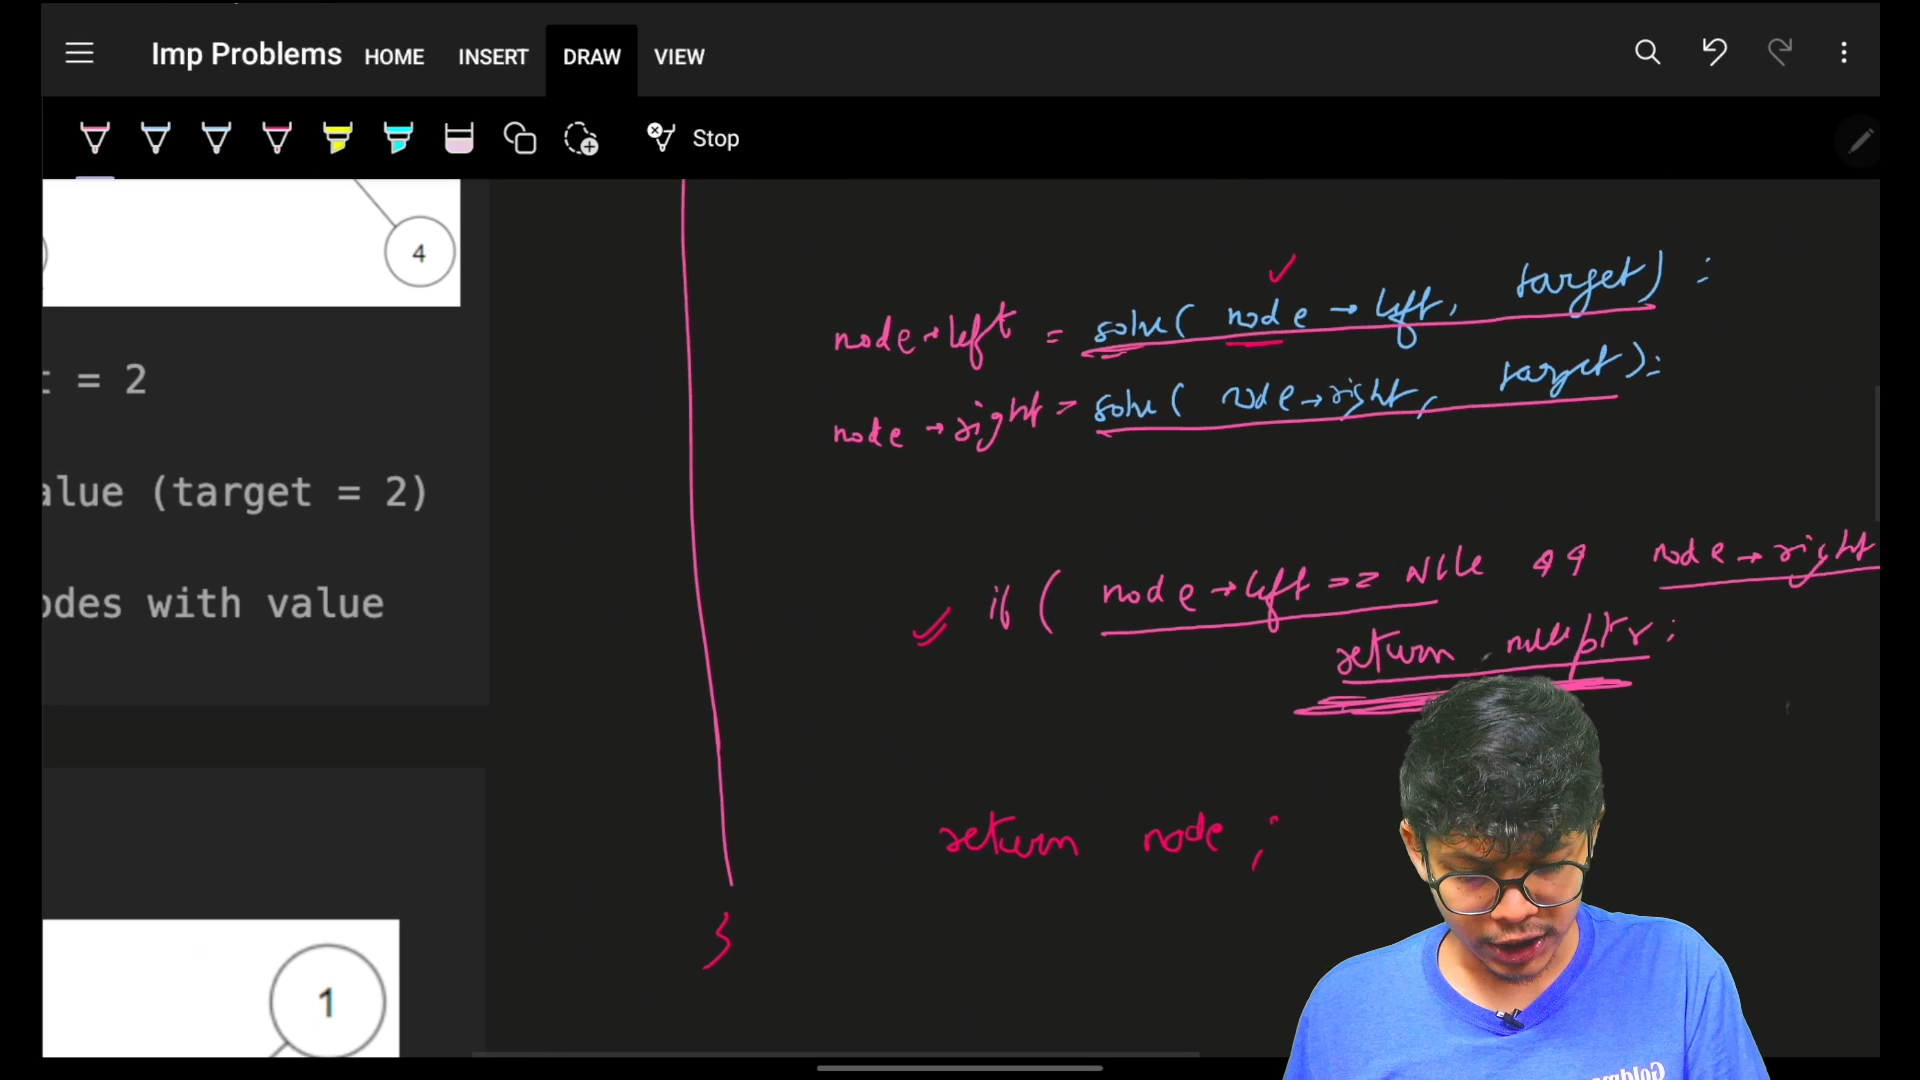 Imp Problems HOME INSERT DRAW VIEW
Stop
4
node→left = solve( node → left, target) ;
= 2
node → right = solve( node→right, target);
alue (target = 2)
if ( node → left == Null && node → right
odes with value
return nullptr ;
return node ;
}
1